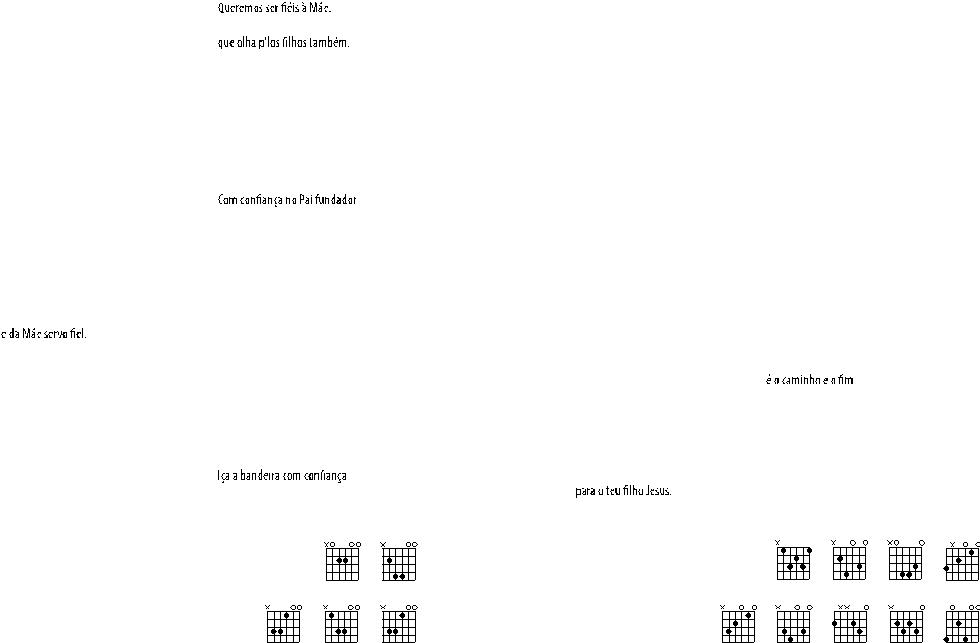 Queremos ser fiéis à Mãe,
que olha p'los filhos também.
Com confiança no Pai fundador
e da Mãe servo fiel.
é o caminho e o fim
Iça a bandeira com confiança
para o teu filho Jesus.